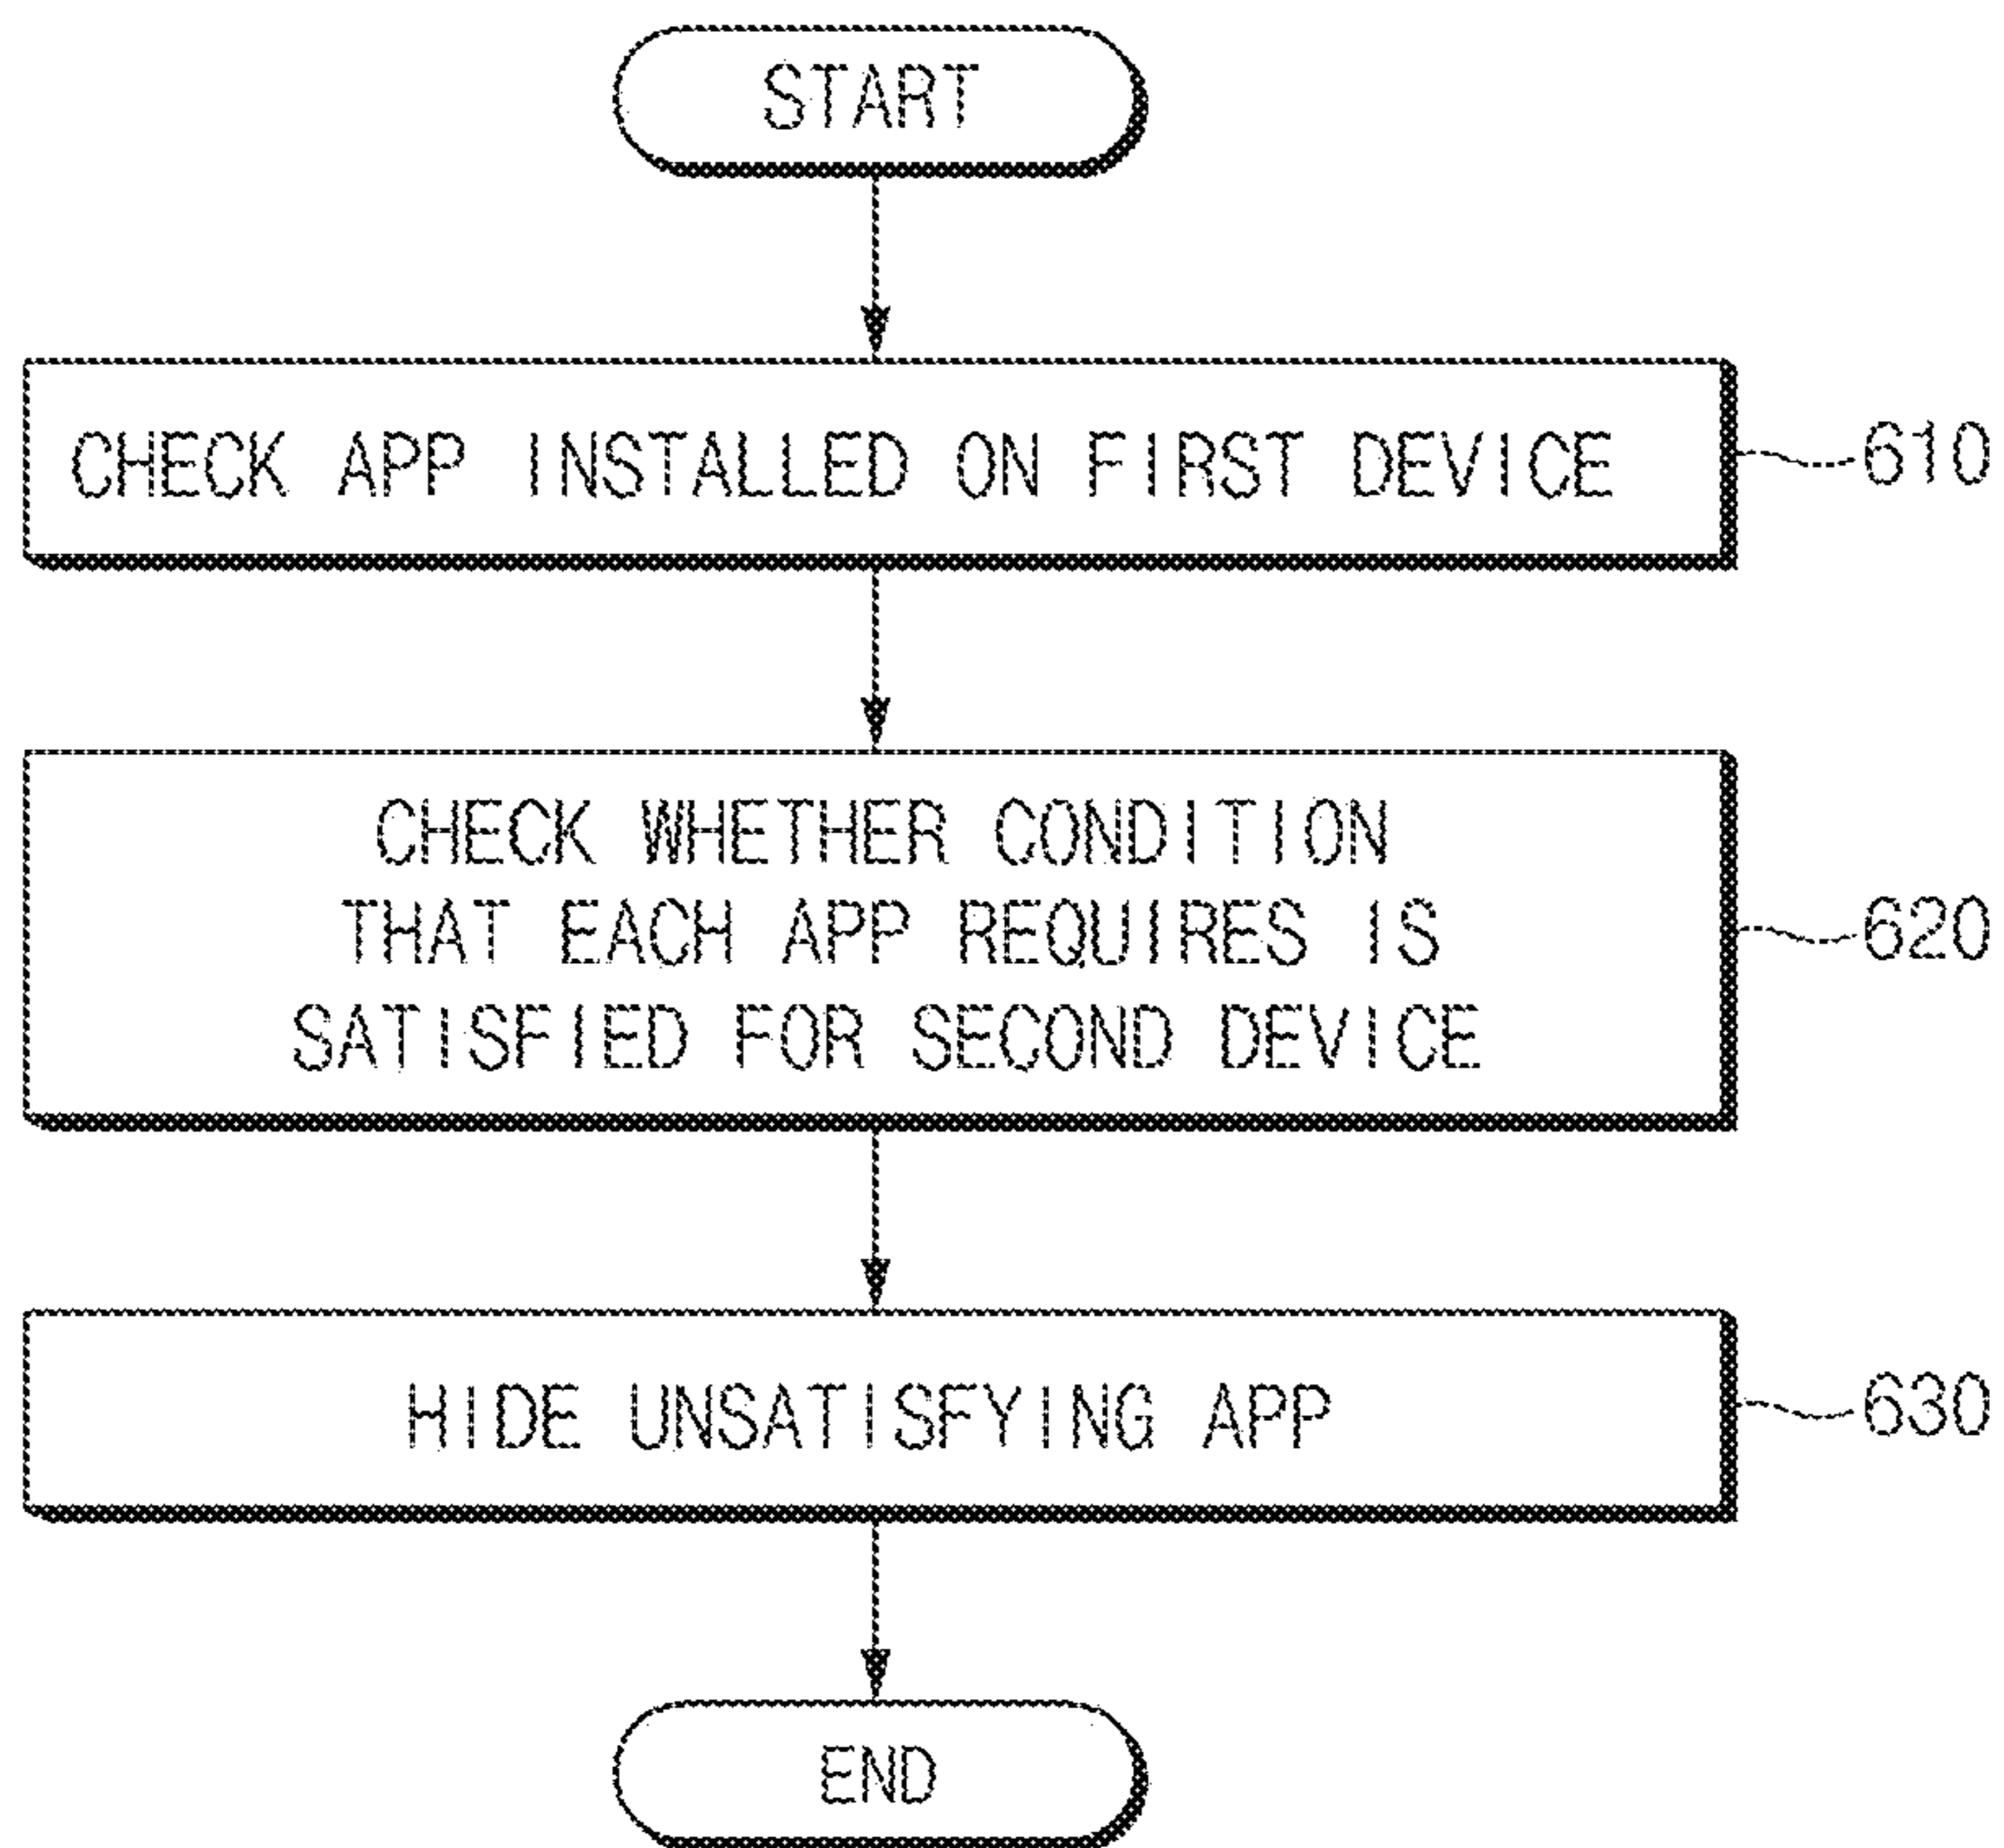 START
CHECK APP INSTALLED ON FIRST DEVICE
610
CHECK WHETHER CONDITION
THAT EACH APP REQUIRES IS
SATISFIED FOR SECOND DEVICE
620
HIDE UNSATISFYING APP
630
END